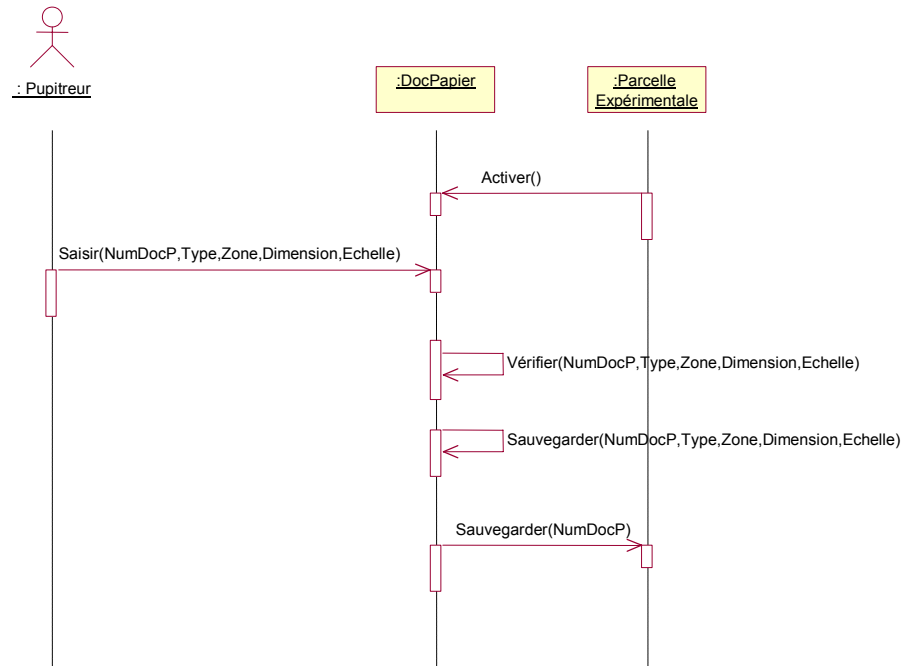 : Pupitreur
:DocPapier
:Parcelle
Expérimentale
Activer()
Saisir(NumDocP,Type,Zone,Dimension,Echelle)
Vérifier(NumDocP,Type,Zone,Dimension,Echelle)
Sauvegarder(NumDocP,Type,Zone,Dimension,Echelle)
Sauvegarder(NumDocP)